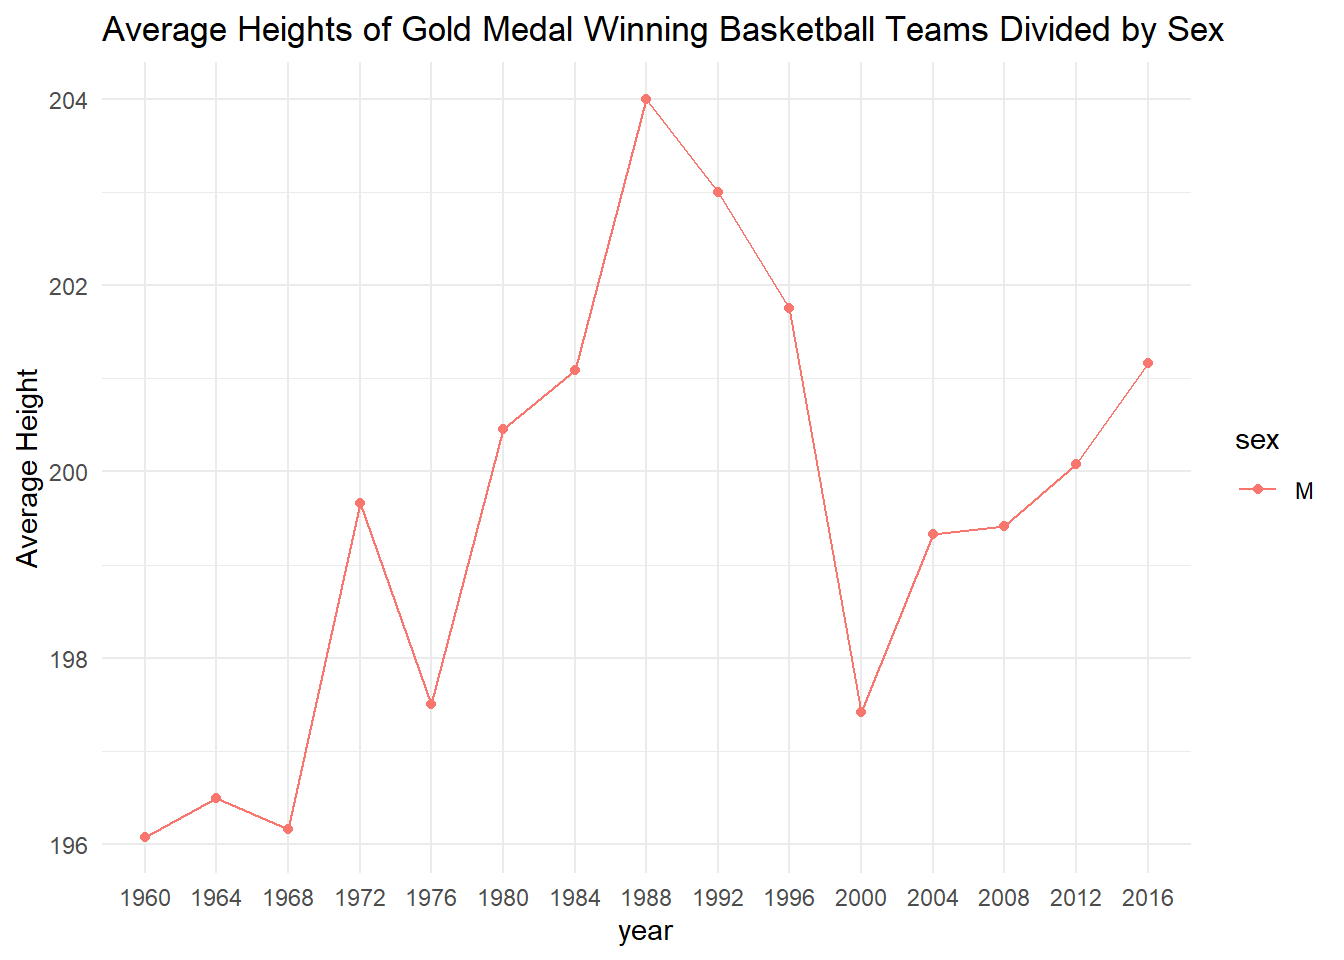 Average Heights of Gold Medal Winning Basketball Teams Divided by Sex
204
202
200
198
196
Average Height
1960 1964 1968 1972 1976 1980 1984 1988 1992 1996 2000 2004 2008 2012 2016
year
sex
M